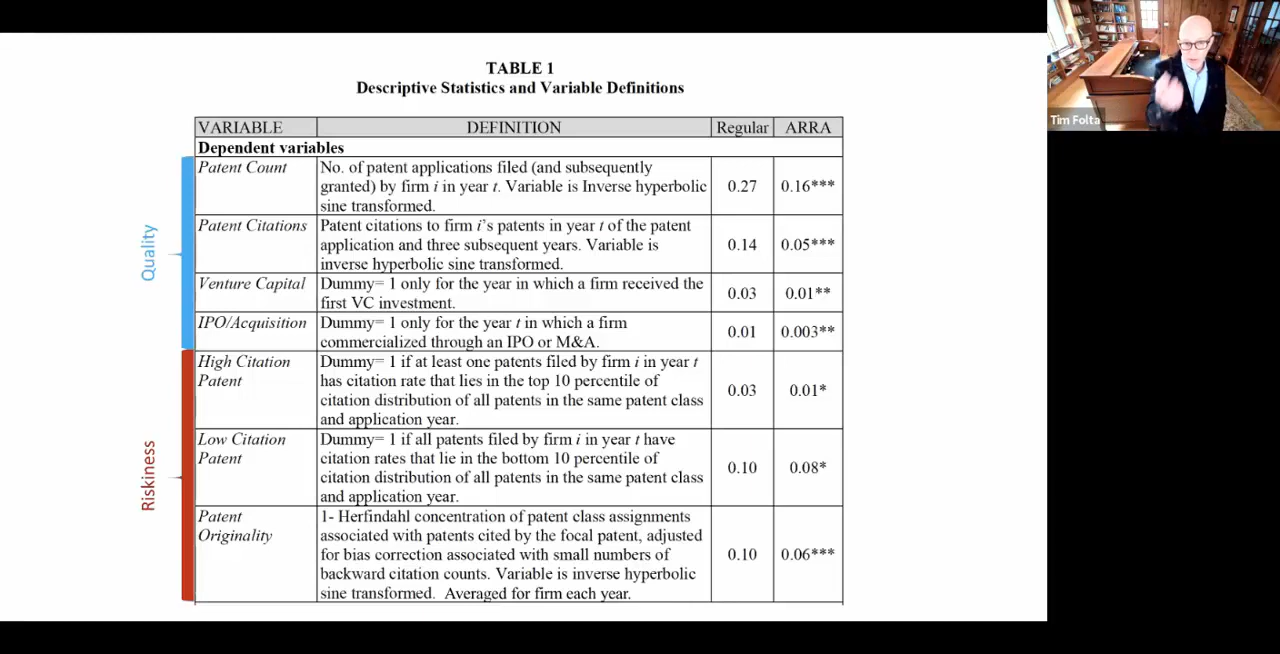 TABLE 1
Descriptive Statistics and Variable Definitions
VARIABLE DEFINITION Regular ARRA
Dependent variables
Quality
Patent Count
No. of patent applications filed (and subsequently
granted) by firm i in year t. Variable is Inverse hyperbolic
sine transformed.
0.27 0.16***
Patent Citations
Patent citations to firm i's patents in year t of the patent
application and three subsequent years. Variable is
inverse hyperbolic sine transformed.
0.14 0.05***
Venture Capital
Dummy= 1 only for the year in which a firm received the
first VC investment.
0.03 0.01**
IPO/Acquisition
Dummy= 1 only for the year t in which a firm
commercialized through an IPO or M&A.
0.01 0.003**
Riskiness
High Citation
Patent
Dummy= 1 if at least one patents filed by firm i in year t
has citation rate that lies in the top 10 percentile of
citation distribution of all patents in the same patent class
and application year.
0.03 0.01*
Low Citation
Patent
Dummy= 1 if all patents filed by firm i in year t have
citation rates that lie in the bottom 10 percentile of
citation distribution of all patents in the same patent class
and application year.
0.10 0.08*
Patent
Originality
1- Herfindahl concentration of patent class assignments
associated with patents cited by the focal patent, adjusted
for bias correction associated with small numbers of
backward citation counts. Variable is inverse hyperbolic
sine transformed. Averaged for firm each year.
0.10 0.06***
Tim Folta